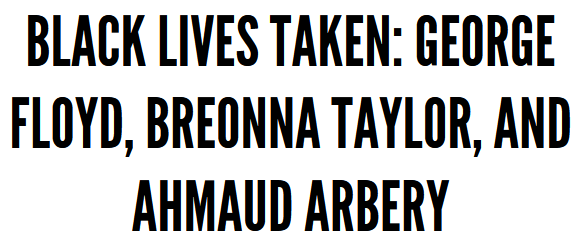 BLACK LIVES TAKEN: GEORGE
FLOYD, BREONNA TAYLOR, AND
AHMAUD ARBERY